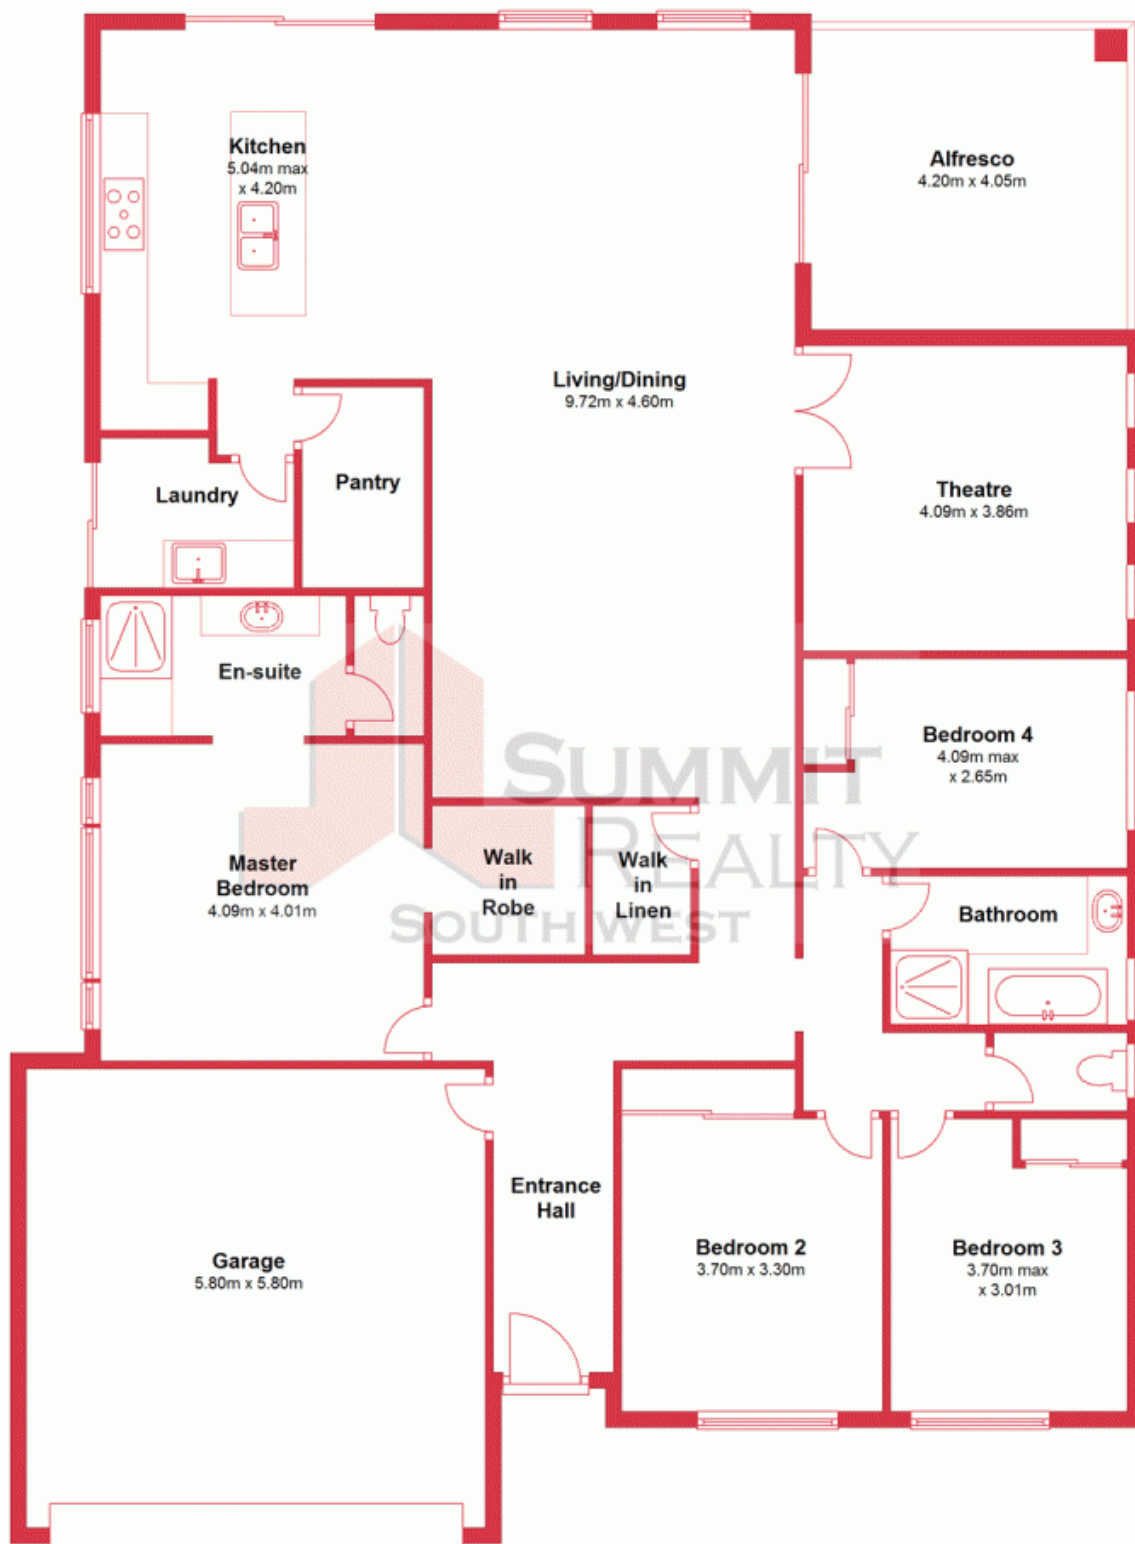 Kitchen
5.04m max
x 4.20m
Alfresco
4.20m x 4.05m
Living/Dining
9.72m x 4.60m
Pantry
Laundry
Theatre
4.09m x 3.86m
En-suite
Bedroom 4
4.09m max
x 2.65m
SUMMIT
REALTY
SOUTH WEST
Master
Bedroom
4.09m x 4.01m
Walk
in
Robe
Walk
in
Linen
Bathroom
Entrance
Hall
Garage
5.80m x 5.80m
Bedroom 2
3.70m x 3.30m
Bedroom 3
3.70m max
x 3.01m